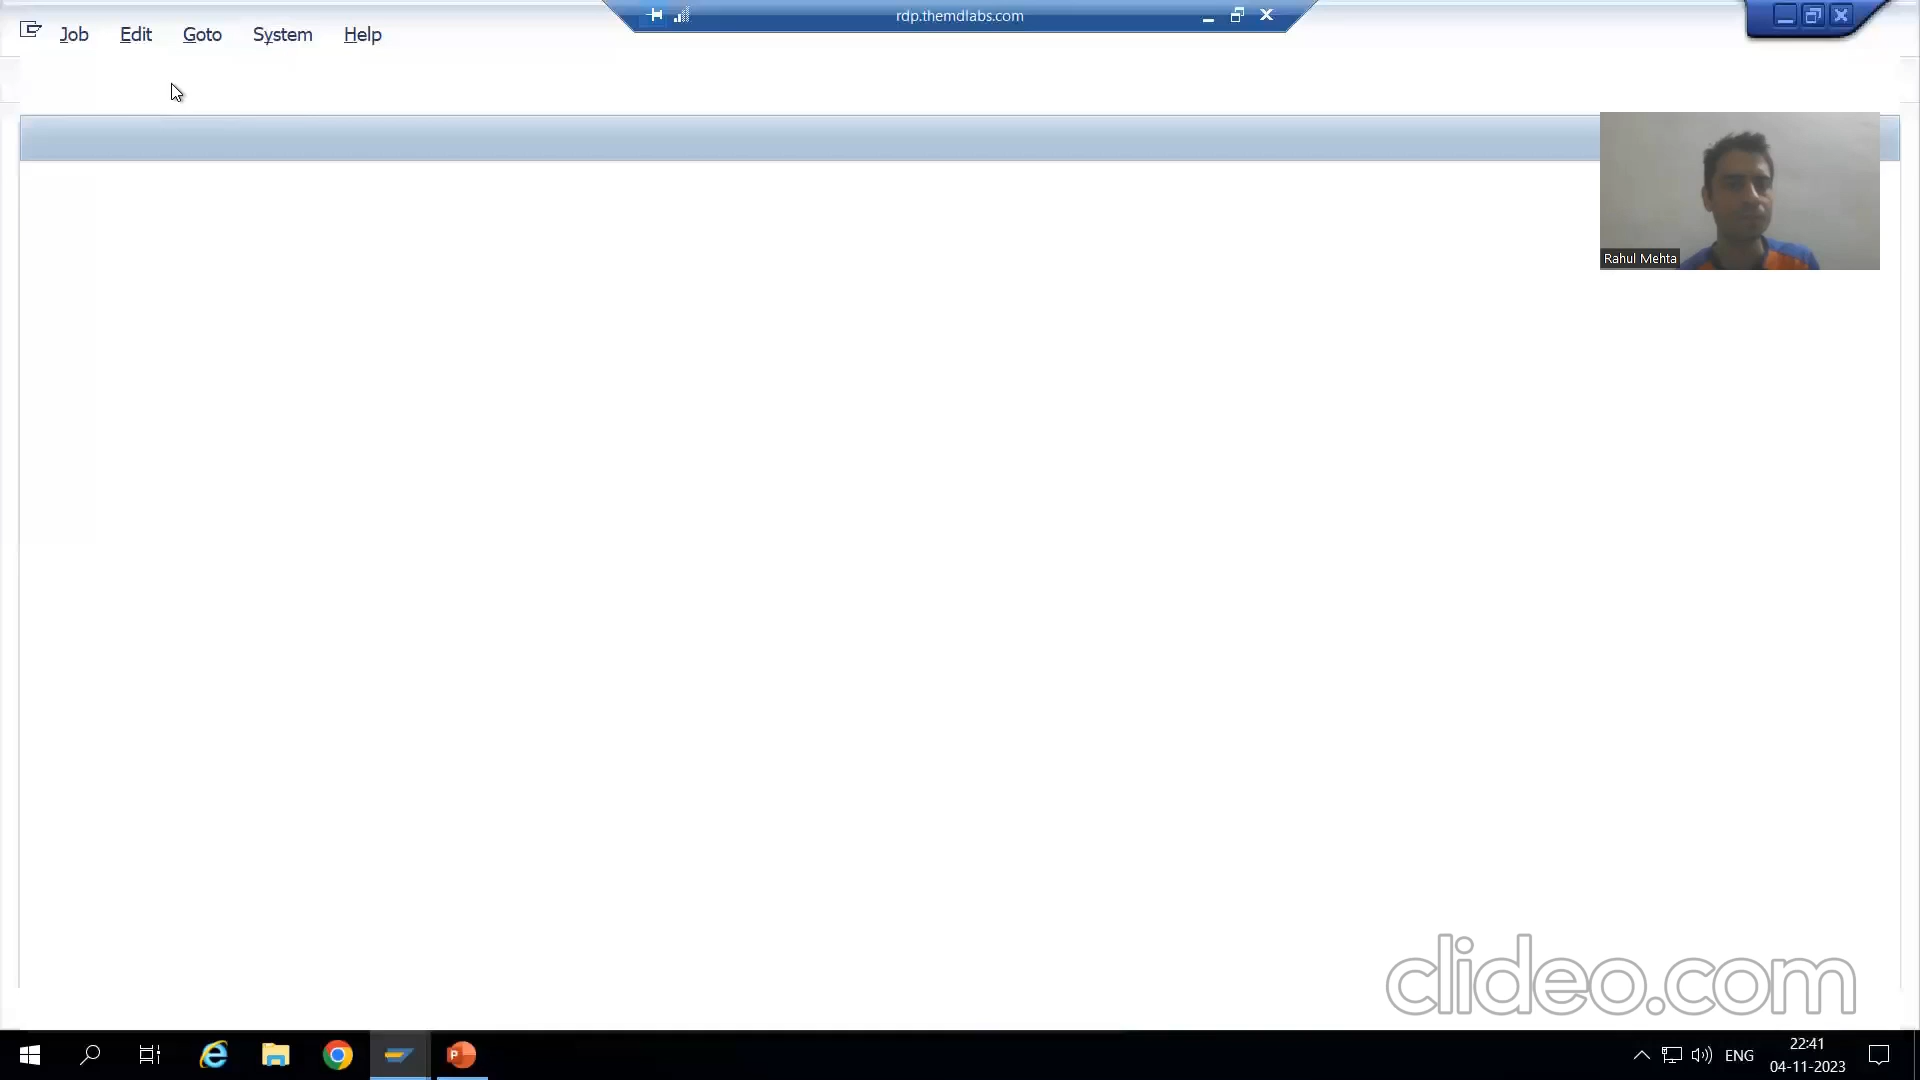 rdp.themdlabs.com
Job Edit Goto System Help
Rahul Mehta
clideo.com
ENG
22:41
04-11-2023